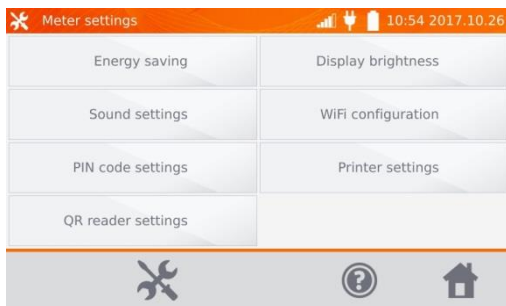 Meter settings 10:54 2017.10.26
Energy saving Display brightness
Sound settings WiFi configuration
PIN code settings Printer settings
QR reader settings